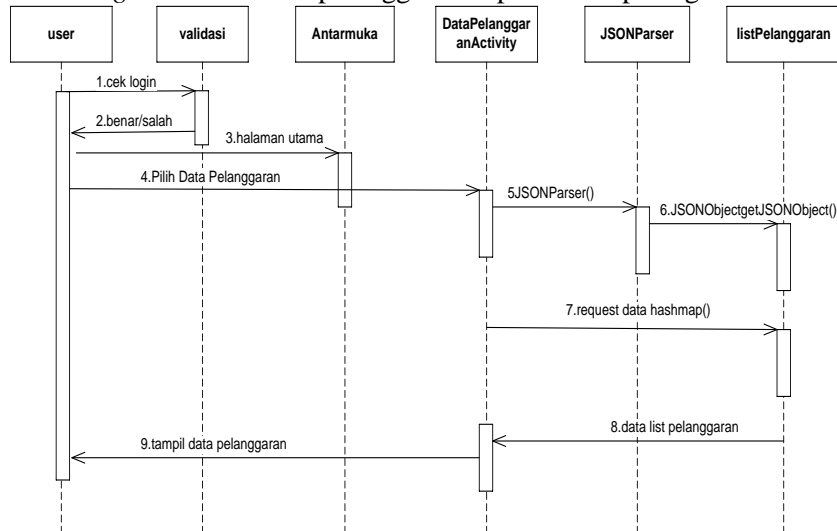 user
validasi
Antarmuka
DataPelanggar
anActivity
JSONParser
listPelanggaran
1.cek login
2.benar/salah
3.halaman utama
4.Pilih Data Pelanggaran
5JSONParser()
6.JSONObjectgetJSONObject()
7.request data hashmap()
8.data list pelanggaran
9.tampil data pelanggaran